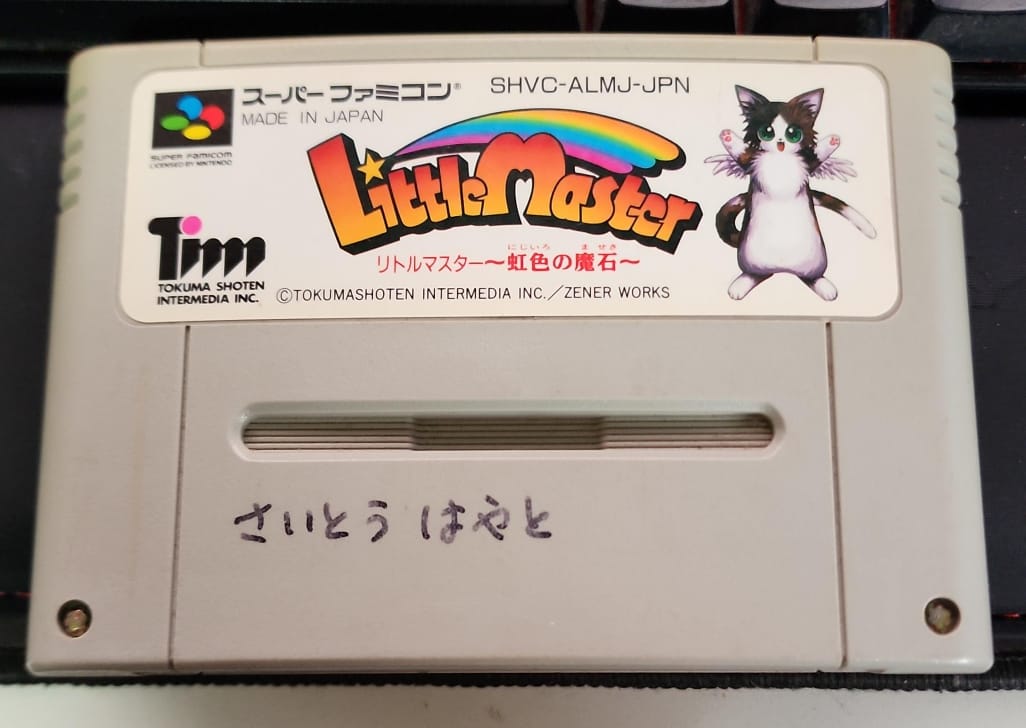 スーパーファミコン®
SHVC-ALMJ-JPN
MADE IN JAPAN
SUPER FAMICOM
LICENSED BY NINTENDO
Little Master
にじいろ ませき
リトルマスター～虹色の魔石～
Tim
TOKUMA SHOTEN
INTERMEDIA INC.
©TOKUMASHOTEN INTERMEDIA INC./ZENER WORKS
さいとう はやと